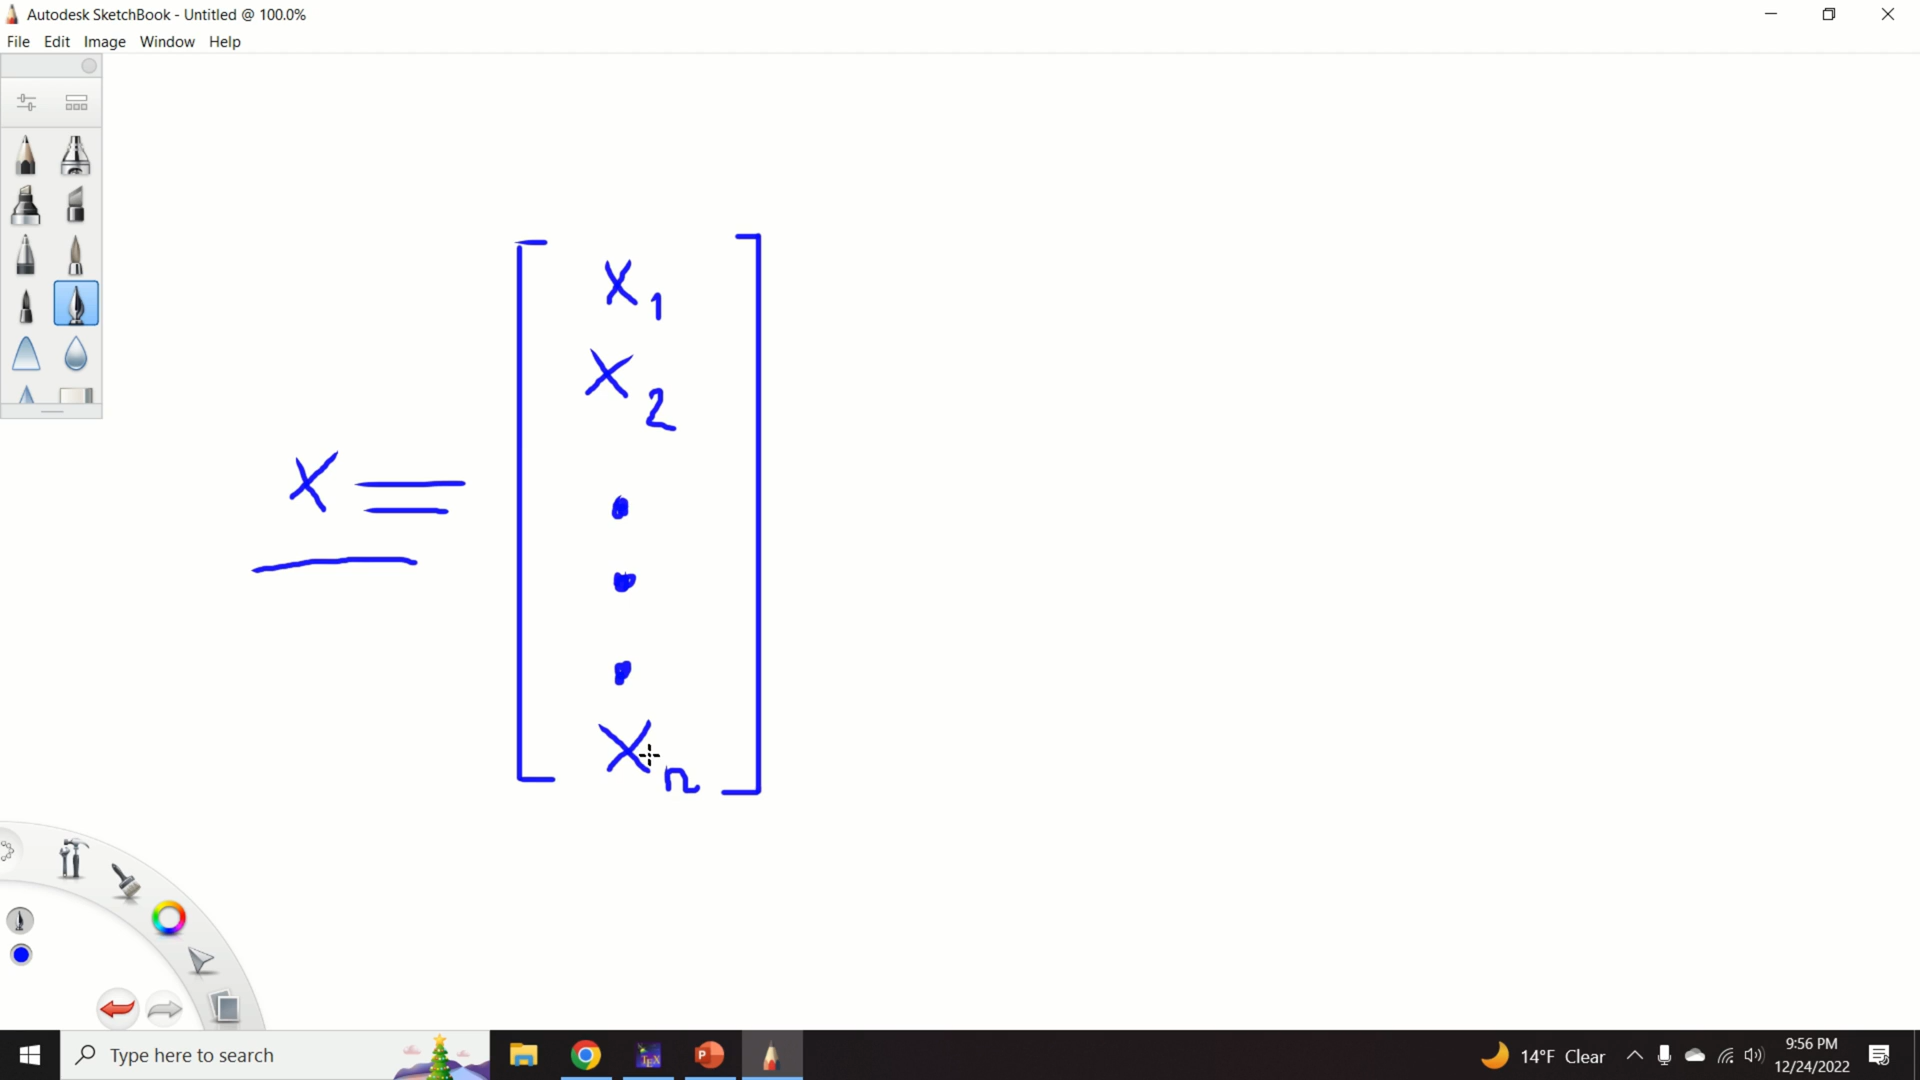 Autodesk SketchBook - Untitled @ 100.0%
File Edit Image Window Help
X1
X2
X =
Xn
Type here to search
TEX
P
14°F Clear
9:56 PM
12/24/2022